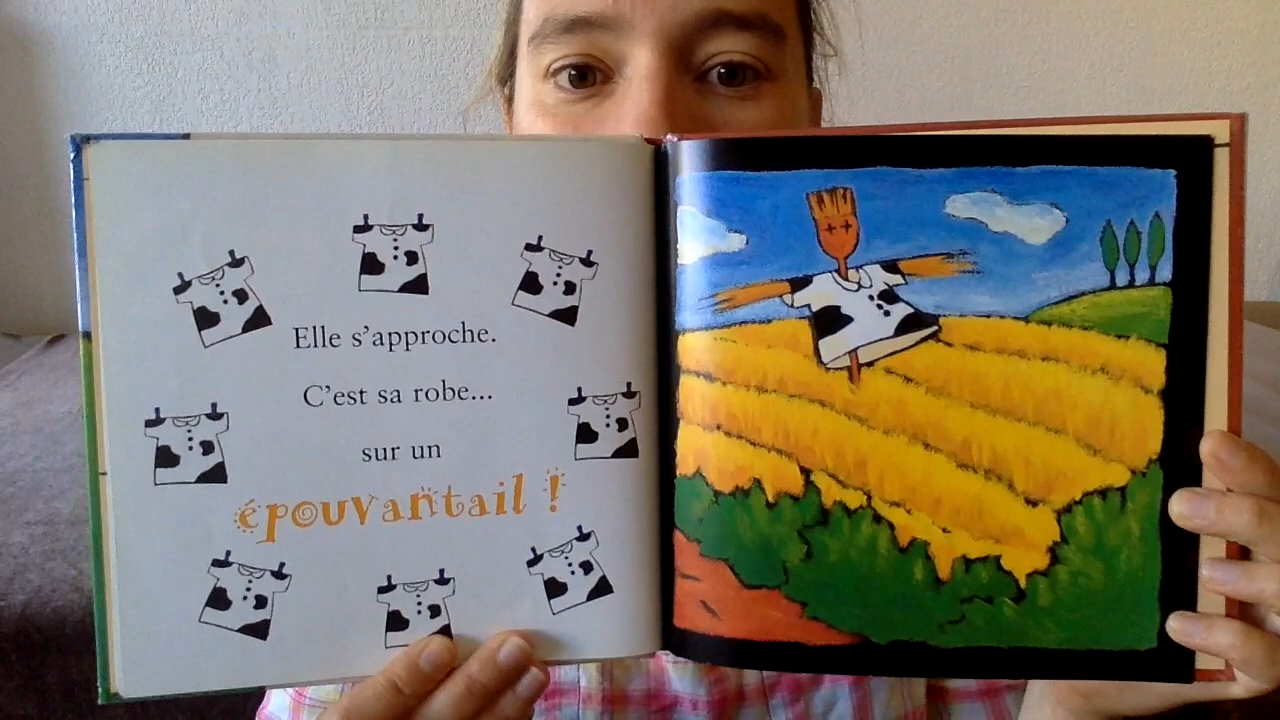 Elle s'approche.
C'est sa robe...
sur un
épouvantail !